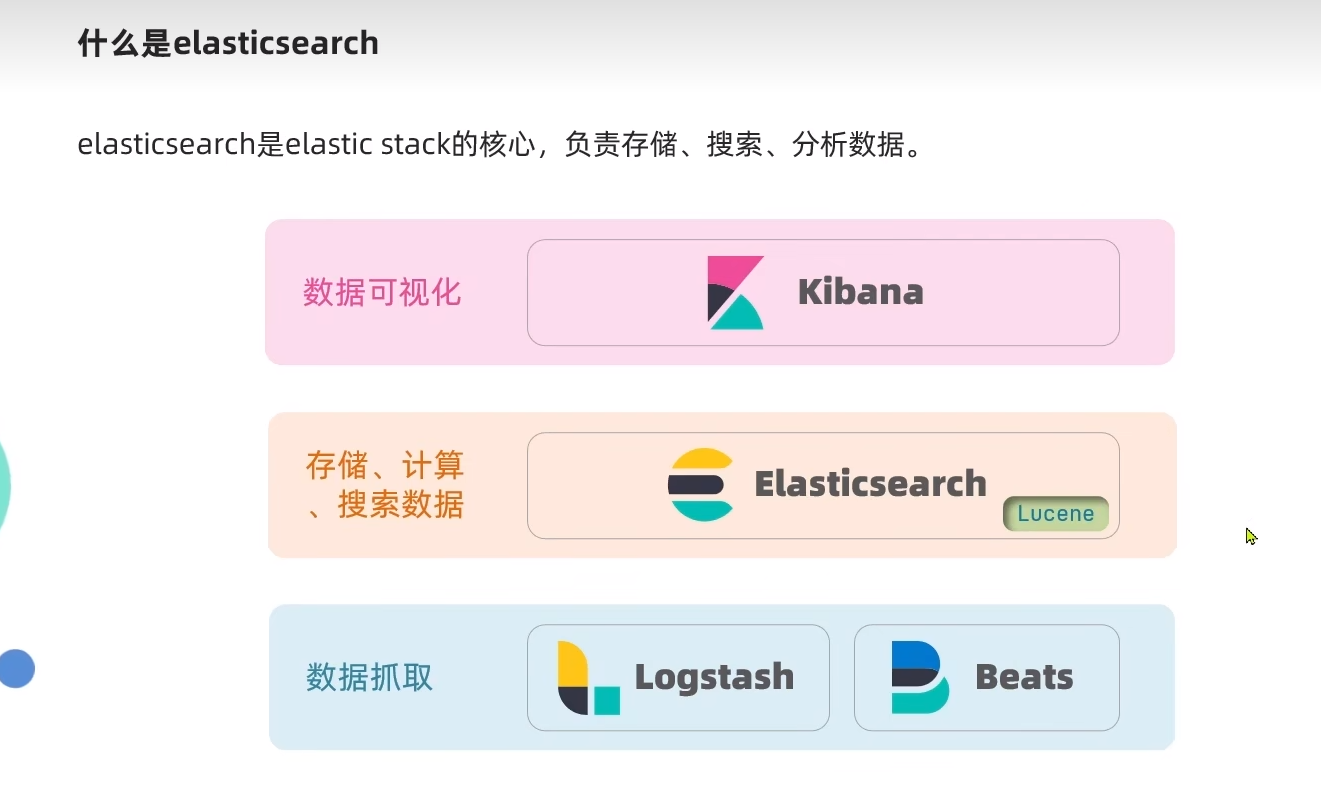 什么是elasticsearch
elasticsearch是elastic stack的核心，负责存储、搜索、分析数据。
数据可视化
Kibana
存储、计算
、搜索数据
Elasticsearch
Lucene
数据抓取
Logstash
Beats